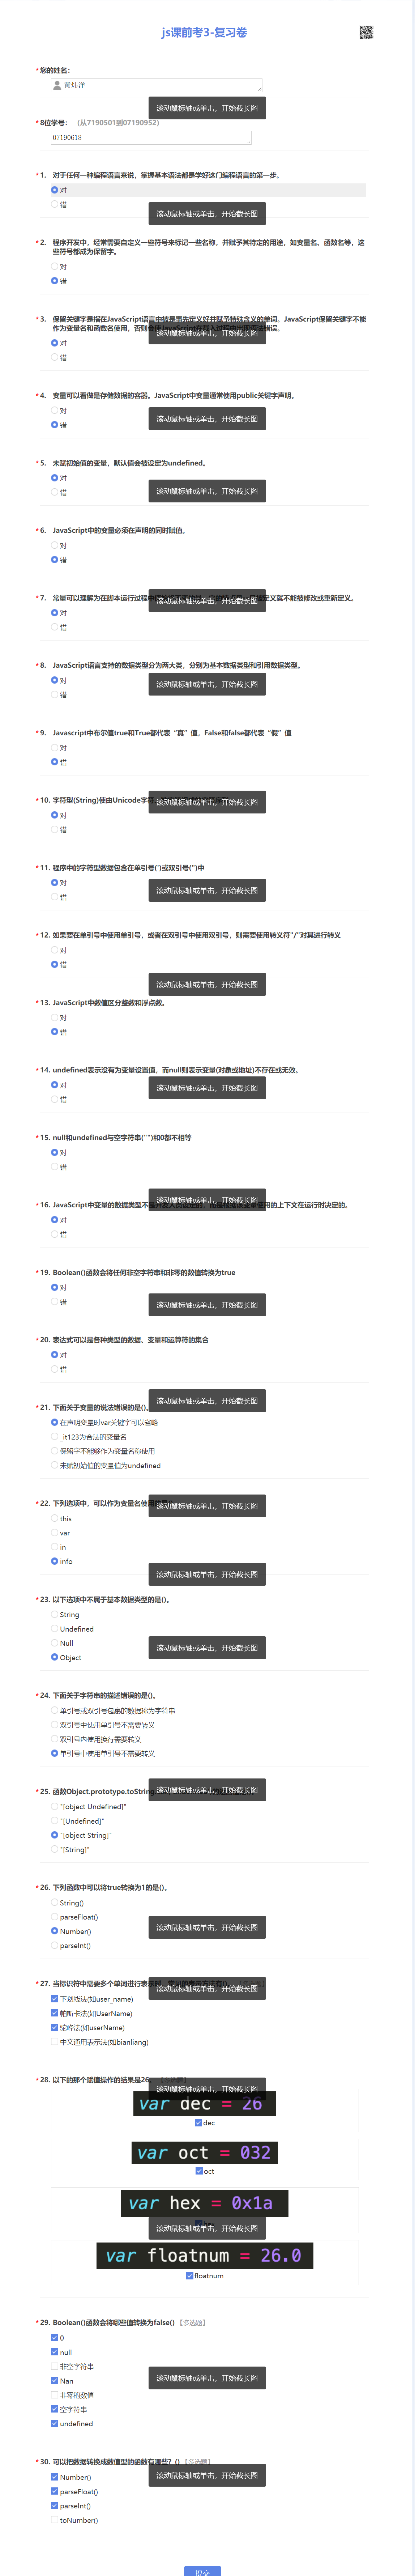 js课前考3-复习卷
*您的姓名:
黄炜洋
滚动鼠标轴或单击，开始截长图
*8位学号： （从7190501到07190952）
07190618
*1. 对于任何一种编程语言来说，掌握基本语法都是学好这门编程语言的第一步。
对
错
滚动鼠标轴或单击，开始截长图
*2. 程序开发中，经常需要自定义一些符号来标记一些名称，并赋予其特定的用途，如变量名、函数名等，这
些符号都成为保留字。
对
错
*3. 保留关键字是指在JavaScript语言中被是事先定义好并赋予特殊含义的单词。JavaScript保留关键字不能
作为变量名和函数名使用，否则
滚动鼠标轴或单击，开始截长图
错误。
对
错
*4. 变量可以看做是存储数据的容器。JavaScript中变量通常使用public关键字声明。
对
滚动鼠标轴或单击，开始截长图
错
*5. 未赋初始值的变量，默认值会被设定为undefined。
对
滚动鼠标轴或单击，开始截长图
错
*6. JavaScript中的变量必须在声明的同时赋值。
对
错
*7. 常量可以理解为在脚本运行过程中
滚动鼠标轴或单击，开始截长图
定义就不能被修改或重新定义。
对
错
*8. JavaScript语言支持的数据类型分为两大类，分别为基本数据类型和引用数据类型。
对
滚动鼠标轴或单击，开始截长图
错
*9. Javascript中布尔值true和True都代表“真”值，False和false都代表“假”值
对
错
*10. 字符型(String)使由Unicode字符
滚动鼠标轴或单击，开始截长图
对
错
*11. 程序中的字符型数据包含在单引号(')或双引号(")中
对
滚动鼠标轴或单击，开始截长图
错
*12. 如果要在单引号中使用单引号，或者在双引号中使用双引号，则需要使用转义符"/"对其进行转义
对
错
滚动鼠标轴或单击，开始截长图
*13. JavaScript中数值区分整数和浮点数。
对
错
*14. undefined表示没有为变量设置值，而null则表示变量(对象或地址)不存在或无效。
对
滚动鼠标轴或单击，开始截长图
错
*15. null和undefined与空字符串("")和0都不相等
对
错
滚动鼠标轴或单击，开始截长图
*16. JavaScript中变量的数据类型不
用的上下文在运行时决定的。
对
错
*19. Boolean()函数会将任何非空字符串和非零的数值转换为true
对
错
滚动鼠标轴或单击，开始截长图
*20. 表达式可以是各种类型的数据、变量和运算符的集合
对
错
滚动鼠标轴或单击，开始截长图
*21. 下面关于变量的说法错误的是()。
在声明变量时var关键字可以省略
_it123为合法的变量名
保留字不能够作为变量名称使用
未赋初始值的变量值为undefined
*22. 下列选项中，可以作为变量名使用
滚动鼠标轴或单击，开始截长图
this
var
in
info
滚动鼠标轴或单击，开始截长图
*23. 以下选项中不属于基本数据类型的是()。
String
Undefined
Null
滚动鼠标轴或单击，开始截长图
Object
*24. 下面关于字符串的描述错误的是()。
单引号或双引号包裹的数据称为字符串
双引号中使用单引号不需要转义
双引号内使用换行需要转义
单引号中使用单引号不需要转义
*25. 函数Object.prototype.toString
滚动鼠标轴或单击，开始截长图
"[object Undefined]"
"[Undefined]"
"[object String]"
"[String]"
*26. 下列函数中可以将true转换为1的是()。
String()
parseFloat()
滚动鼠标轴或单击，开始截长图
Number()
parseInt()
*27. 当标识符中需要多个单词进行表示
滚动鼠标轴或单击，开始截长图
下划线法(如user_name)
帕斯卡法(如UserName)
驼峰法(如userName)
中文通用表示法(如bianliang)
*28. 以下的那个赋值操作的结果是26
滚动鼠标轴或单击，开始截长图
var dec = 26
dec
var oct = 032
oct
var hex = 0x1a
滚动鼠标轴或单击，开始截长图
var floatnum = 26.0
floatnum
*29. Boolean()函数会将哪些值转换为false() 【多选题】
0
null
非空字符串
滚动鼠标轴或单击，开始截长图
Nan
非零的数值
空字符串
undefined
*30. 可以把数据转换成数值型的函数有哪些？() 【多选题】
滚动鼠标轴或单击，开始截长图
Number()
parseFloat()
parseInt()
toNumber()
提交